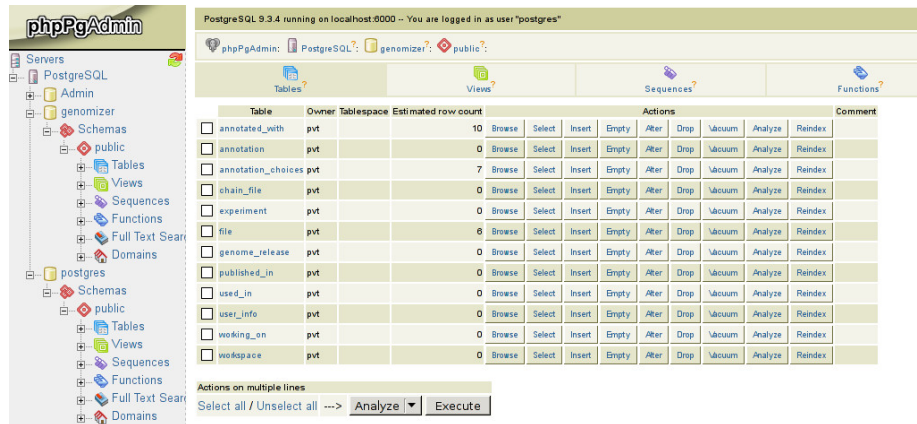 phpPgAdmin
Servers
PostgreSQL
Admin
genomizer
Schemas
public
Tables
Views
Sequences
Functions
Full Text Sear
Domains
postgres
Schemas
public
Tables
Views
Sequences
Functions
Full Text Sear
Domains
PostgreSQL 9.3.4 running on localhost:6000 -- You are logged in as user "postgres"
phpPgAdmin: PostgreSQL?: genomizer?: public?:
Tables? Views? Sequences? Functions?
Table Owner Tablespace Estimated row count Actions Comment
annotated_with pvt 10 Browse Select Insert Empty Alter Drop Vacuum Analyze Reindex
annotation pvt 0 Browse Select Insert Empty Alter Drop Vacuum Analyze Reindex
annotation_choices pvt 7 Browse Select Insert Empty Alter Drop Vacuum Analyze Reindex
chain_file pvt 0 Browse Select Insert Empty Alter Drop Vacuum Analyze Reindex
experiment pvt 0 Browse Select Insert Empty Alter Drop Vacuum Analyze Reindex
file pvt 6 Browse Select Insert Empty Alter Drop Vacuum Analyze Reindex
genome_release pvt 0 Browse Select Insert Empty Alter Drop Vacuum Analyze Reindex
published_in pvt 0 Browse Select Insert Empty Alter Drop Vacuum Analyze Reindex
used_in pvt 0 Browse Select Insert Empty Alter Drop Vacuum Analyze Reindex
user_info pvt 0 Browse Select Insert Empty Alter Drop Vacuum Analyze Reindex
working_on pvt 0 Browse Select Insert Empty Alter Drop Vacuum Analyze Reindex
workspace pvt 0 Browse Select Insert Empty Alter Drop Vacuum Analyze Reindex
Actions on multiple lines
Select all / Unselect all ---> Analyze Execute